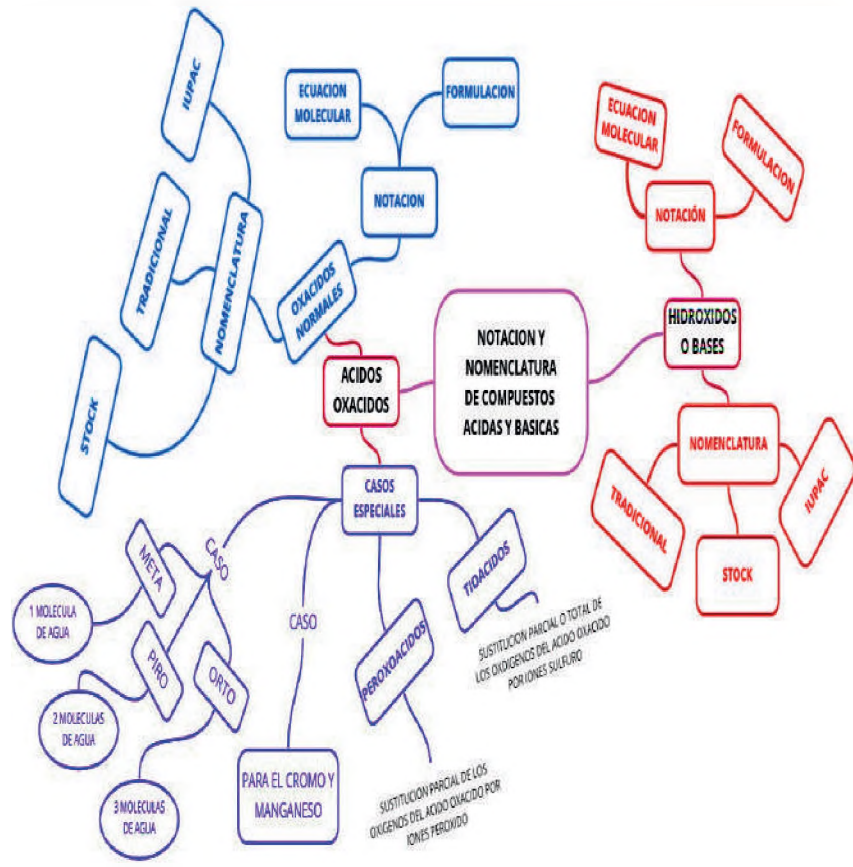 NOTACION Y
NOMENCLATURA
DE COMPUESTOS
ACIDAS Y BASICAS
ACIDOS
OXACIDOS
OXACIDOS
NORMALES
NOTACION
ECUACION
MOLECULAR
FORMULACION
NOMENCLATURA
IUPAC
TRADICIONAL
STOCK
CASOS
ESPECIALES
CASO
META
1 MOLECULA
DE AGUA
PIRO
2 MOLECULAS
DE AGUA
ORTO
3 MOLECULAS
DE AGUA
CASO
PARA EL CROMO Y
MANGANESO
PEROXOACIDOS
SUSTITUCION PARCIAL DE LOS
OXIGENOS DEL ACIDO OXACIDO POR
IONES PEROXIDO
TIOACIDOS
SUSTITUCION PARCIAL O TOTAL DE
LOS OXDIGENOS DEL ACIDO OXACIDO
POR IONES SULFURO
HIDROXIDOS
O BASES
NOTACIÓN
ECUACION
MOLECULAR
FORMULACION
NOMENCLATURA
TRADICIONAL
STOCK
IUPAC